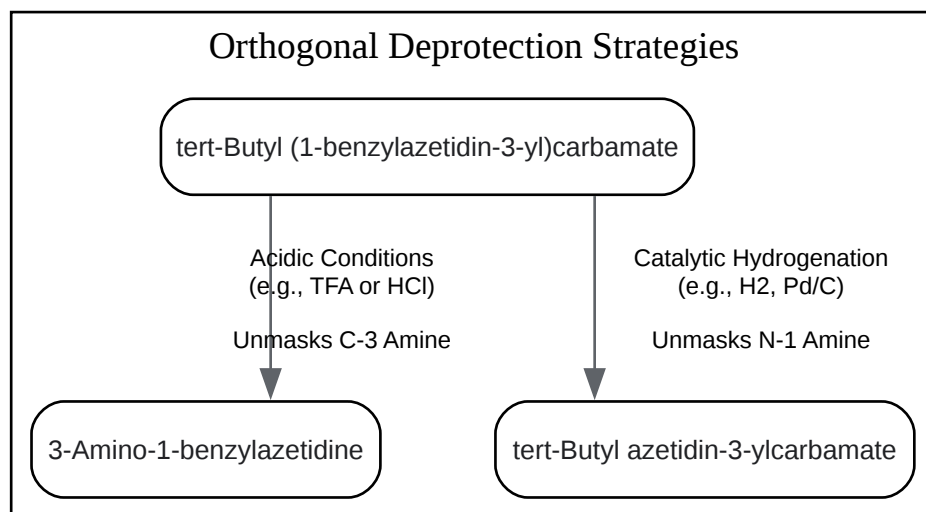 Orthogonal Deprotection Strategies
tert-Butyl (1-benzylazetidin-3-yl)carbamate
Acidic Conditions
(e.g., TFA or HCl)
Unmasks C-3 Amine
Catalytic Hydrogenation
(e.g., H2, Pd/C)
Unmasks N-1 Amine
3-Amino-1-benzylazetidine
tert-Butyl azetidin-3-ylcarbamate